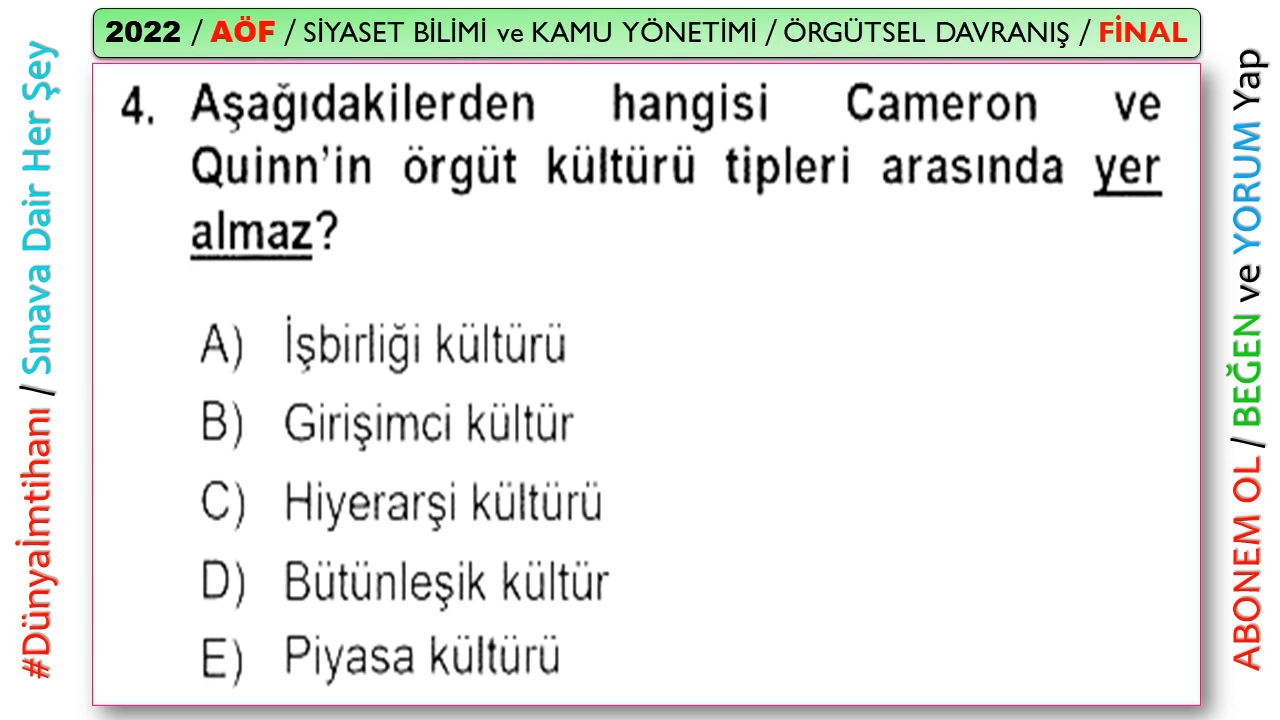 2022 / AÖF / SİYASET BİLİMİ ve KAMU YÖNETİMİ / ÖRGÜTSEL DAVRANIŞ / FİNAL
#Dünyaİmtihanı / Sınava Dair Her Şey
4. Aşağıdakilerden hangisi Cameron ve
Quinn'in örgüt kültürü tipleri arasında yer
almaz?
A) İşbirliği kültürü
B) Girişimci kültür
C) Hiyerarşi kültürü
D) Bütünleşik kültür
E) Piyasa kültürü
ABONEM OL / BEĞEN ve YORUM Yap